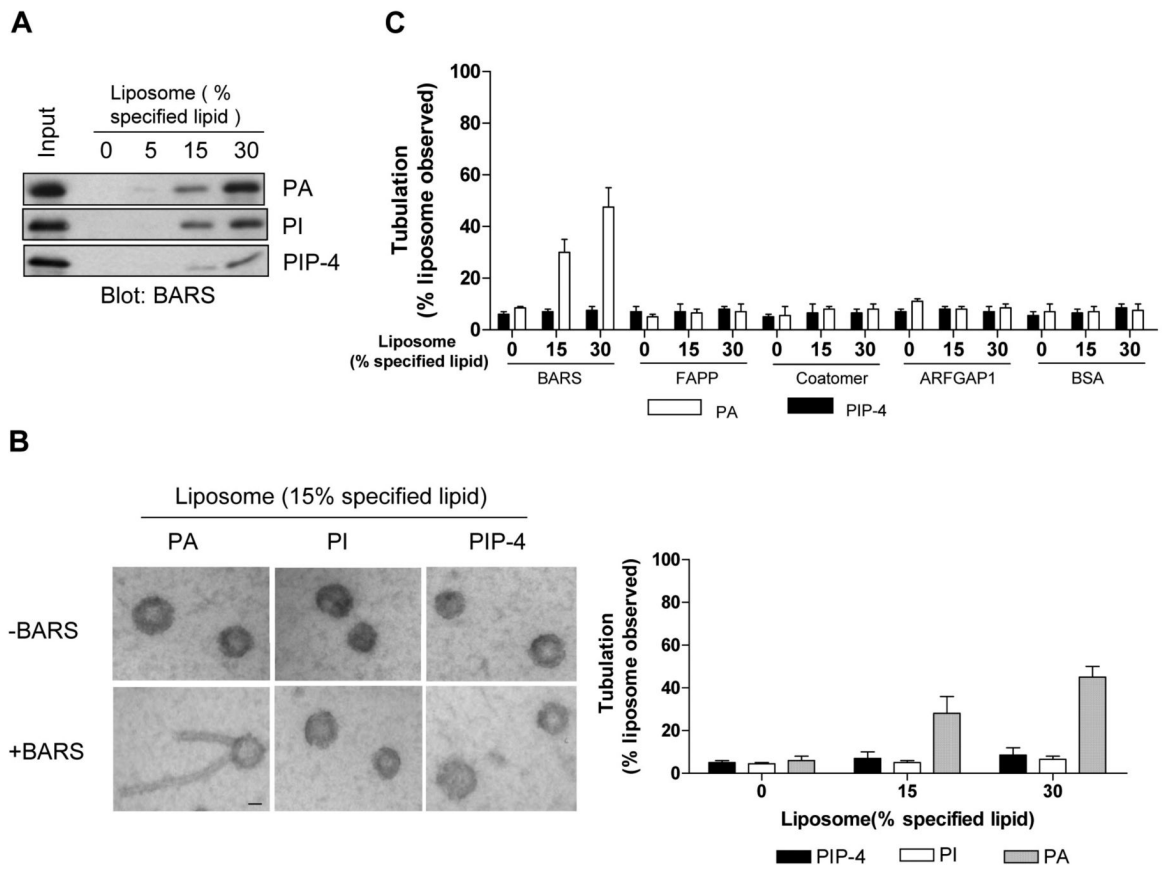 A
Liposome ( %
specified lipid )
Input
0 5 15 30
PA
PI
PIP-4
Blot: BARS
C
Tubulation
(% liposome observed)
100
80
60
40
20
0
Liposome
(% specified lipid)
0 15 30 0 15 30 0 15 30 0 15 30 0 15 30
BARS FAPP Coatomer ARFGAP1 BSA
PA PIP-4
B
Liposome (15% specified lipid)
PA PI PIP-4
-BARS
+BARS
Tubulation
(% liposome observed)
100
80
60
40
20
0
0 15 30
Liposome(% specified lipid)
PIP-4 PI PA